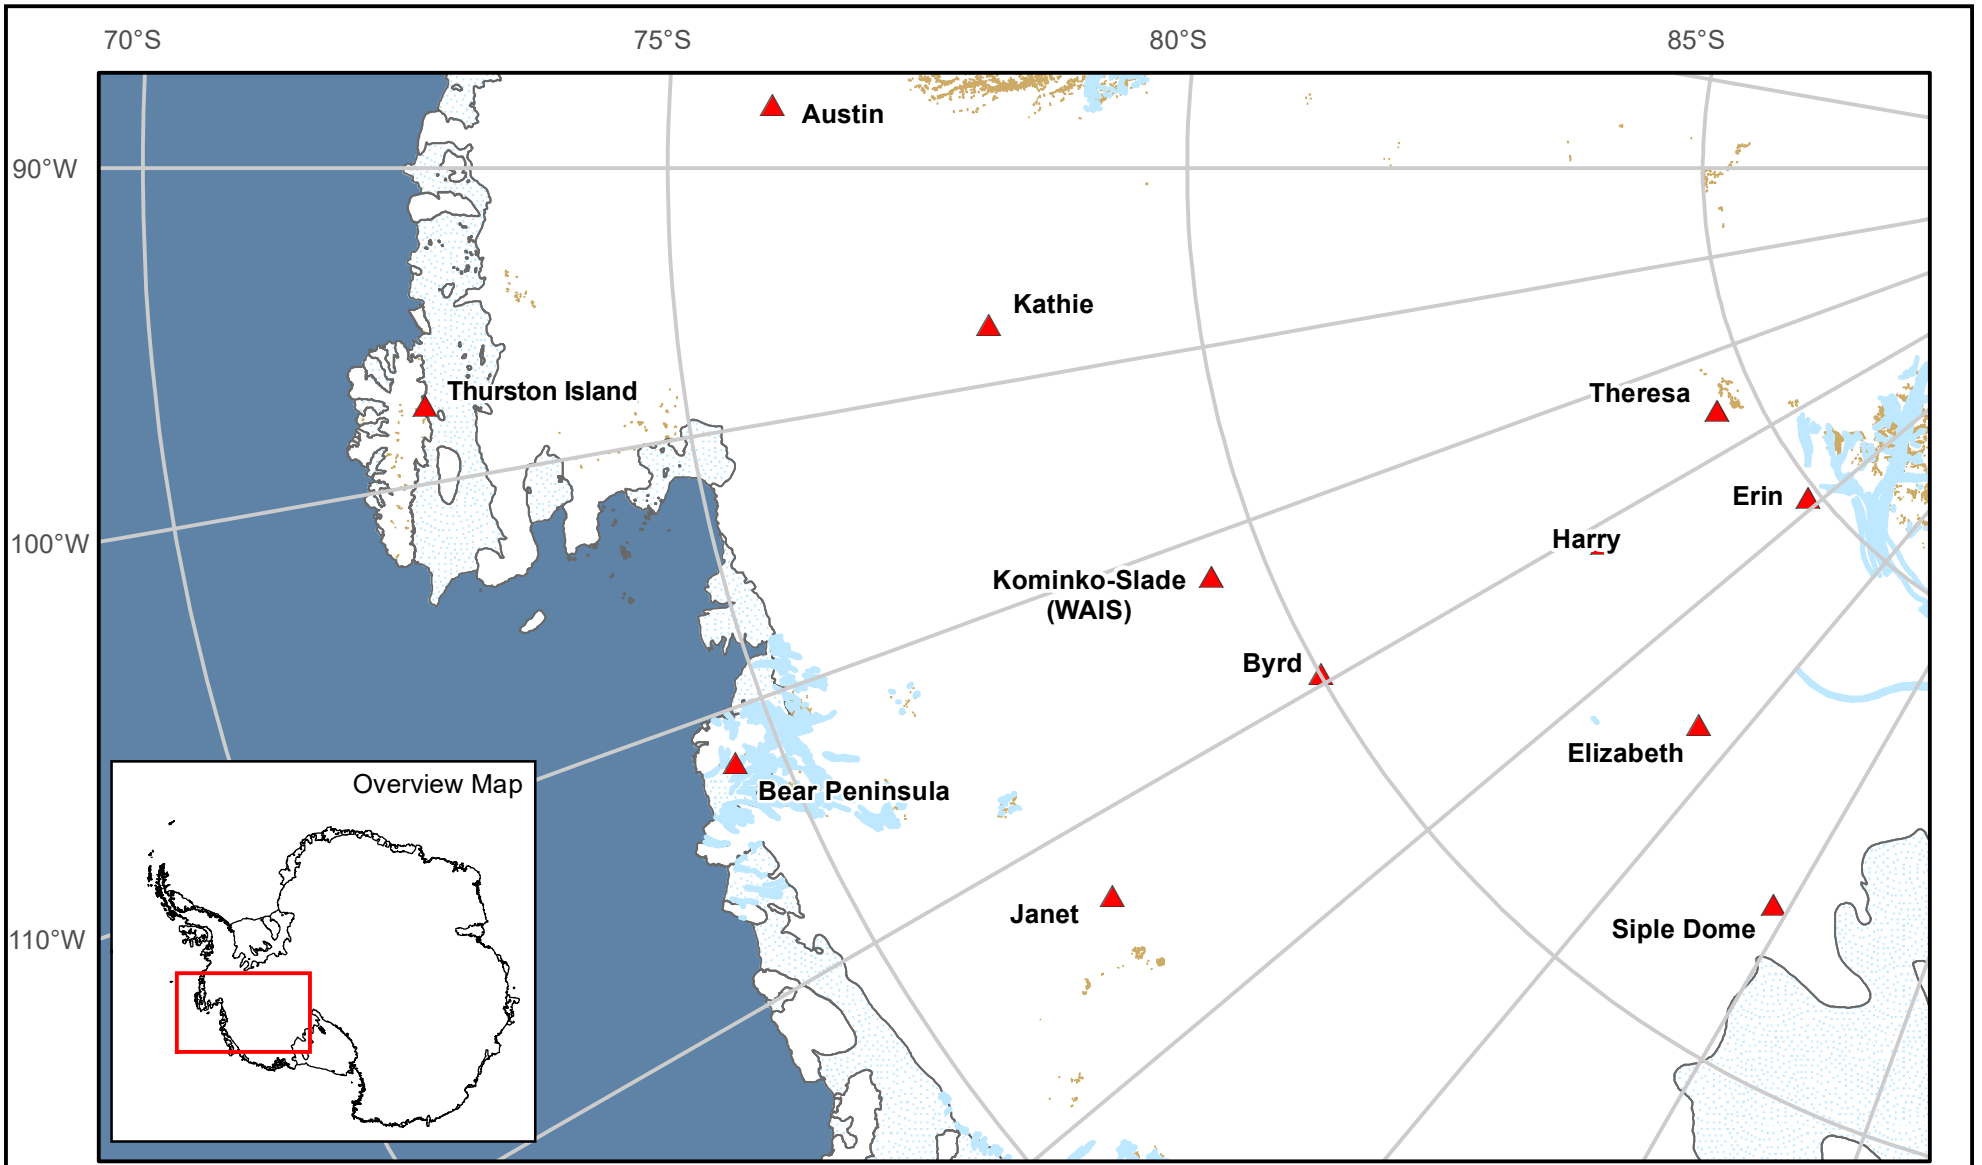 70°S
75°S
80°S
85°S
Austin
90°W
Kathie
Thurston Island
Theresa
Erin
100°W
Harry
Kominko-Slade
(WAIS)
Byrd
Elizabeth
Bear Peninsula
Overview Map
Janet
Siple Dome
110°W